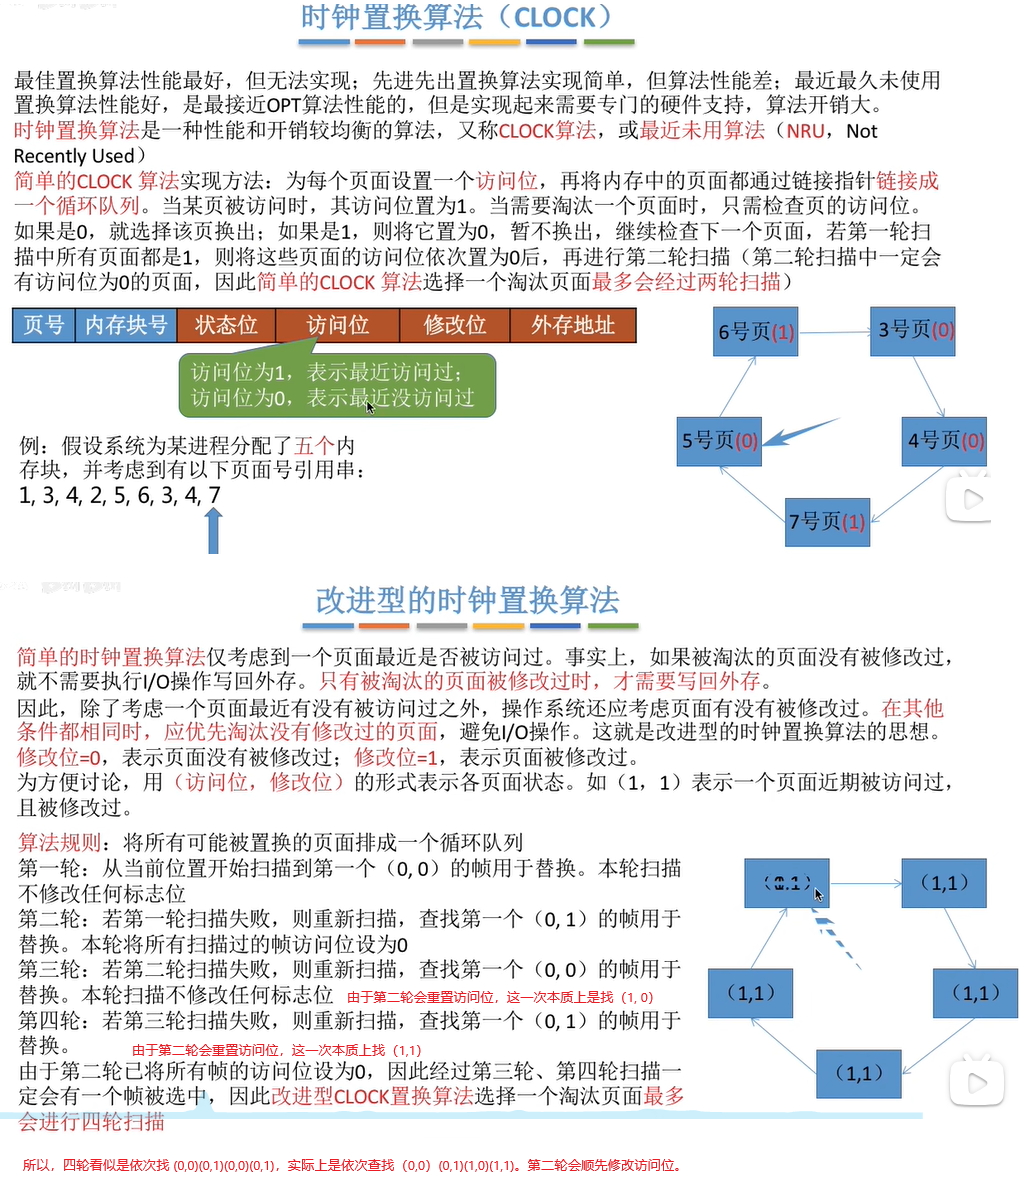 时钟置换算法（CLOCK）
最佳置换算法性能最好，但无法实现；先进先出置换算法实现简单，但算法性能差；最近最久未使用
置换算法性能好，是最接近OPT算法性能的，但是实现起来需要专门的硬件支持，算法开销大。
时钟置换算法是一种性能和开销较均衡的算法，又称CLOCK算法，或最近未用算法（NRU，Not
Recently Used）
简单的CLOCK 算法实现方法：为每个页面设置一个访问位，再将内存中的页面都通过链接指针链接成
一个循环队列。当某页被访问时，其访问位置为1。当需要淘汰一个页面时，只需检查页的访问位。
如果是0，就选择该页换出；如果是1，则将它置为0，暂不换出，继续检查下一个页面，若第一轮扫
描中所有页面都是1，则将这些页面的访问位依次置为0后，再进行第二轮扫描（第二轮扫描中一定会
有访问位为0的页面，因此简单的CLOCK 算法选择一个淘汰页面最多会经过两轮扫描）
页号 内存块号 状态位 访问位 修改位 外存地址
访问位为1，表示最近访问过；
访问位为0，表示最近没访问过
例：假设系统为某进程分配了五个内
存块，并考虑到有以下页面号引用串：
1, 3, 4, 2, 5, 6, 3, 4, 7
6号页(1)
3号页(0)
5号页(0)
4号页(0)
7号页(1)
改进型的时钟置换算法
简单的时钟置换算法仅考虑到一个页面最近是否被访问过。事实上，如果被淘汰的页面没有被修改过，
就不需要执行I/O操作写回外存。只有被淘汰的页面被修改过时，才需要写回外存。
因此，除了考虑一个页面最近有没有被访问过之外，操作系统还应考虑页面有没有被修改过。在其他
条件都相同时，应优先淘汰没有修改过的页面，避免I/O操作。这就是改进型的时钟置换算法的思想。
修改位=0，表示页面没有被修改过；修改位=1，表示页面被修改过。
为方便讨论，用（访问位，修改位）的形式表示各页面状态。如（1，1）表示一个页面近期被访问过，
且被修改过。
算法规则：将所有可能被置换的页面排成一个循环队列
第一轮：从当前位置开始扫描到第一个（0, 0）的帧用于替换。本轮扫描
不修改任何标志位
第二轮：若第一轮扫描失败，则重新扫描，查找第一个（0, 1）的帧用于
替换。本轮将所有扫描过的帧访问位设为0
第三轮：若第二轮扫描失败，则重新扫描，查找第一个（0, 0）的帧用于
替换。本轮扫描不修改任何标志位 由于第二轮会重置访问位，这一次本质上是找（1, 0）
第四轮：若第三轮扫描失败，则重新扫描，查找第一个（0, 1）的帧用于
替换。 由于第二轮会重置访问位，这一次本质上找（1,1）
由于第二轮已将所有帧的访问位设为0，因此经过第三轮、第四轮扫描一
定会有一个帧被选中，因此改进型CLOCK置换算法选择一个淘汰页面最多
会进行四轮扫描
（1,1）
（1,1）
（1,1）
（1,1）
所以，四轮看似是依次找 (0,0)(0,1)(0,0)(0,1)，实际上是依次查找（0,0）(0,1)(1,0)(1,1)。第二轮会顺先修改访问位。